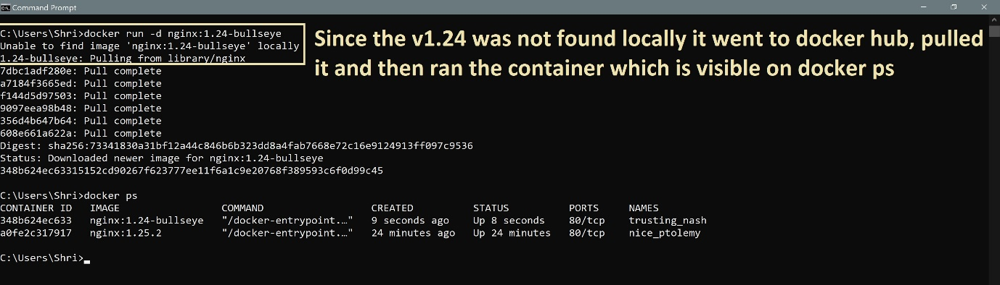 Command Prompt
C:\Users\Shri>docker run -d nginx:1.24-bullseye
Unable to find image 'nginx:1.24-bullseye' locally
1.24-bullseye: Pulling from library/nginx
Since the v1.24 was not found locally it went to docker hub, pulled
it and then ran the container which is visible on docker ps
7dbc1adf280e: Pull complete
a7184f3665ed: Pull complete
f144d5d97503: Pull complete
9097eea98b48: Pull complete
356d4b647b64: Pull complete
608e661a622a: Pull complete
Digest: sha256:73341830a31bf12a44c846b6b323dd8a4fab7668e72c16e9124913ff097c9536
Status: Downloaded newer image for nginx:1.24-bullseye
348b624ec63315152cd90267f623777ee11f6a1c9e20768f389593c6f0d99c45
C:\Users\Shri>docker ps
CONTAINER ID IMAGE COMMAND CREATED STATUS PORTS NAMES
348b624ec633 nginx:1.24-bullseye "/docker-entrypoint.…" 9 seconds ago Up 8 seconds 80/tcp trusting_nash
a0fe2c317917 nginx:1.25.2 "/docker-entrypoint.…" 24 minutes ago Up 24 minutes 80/tcp nice_ptolemy
C:\Users\Shri>